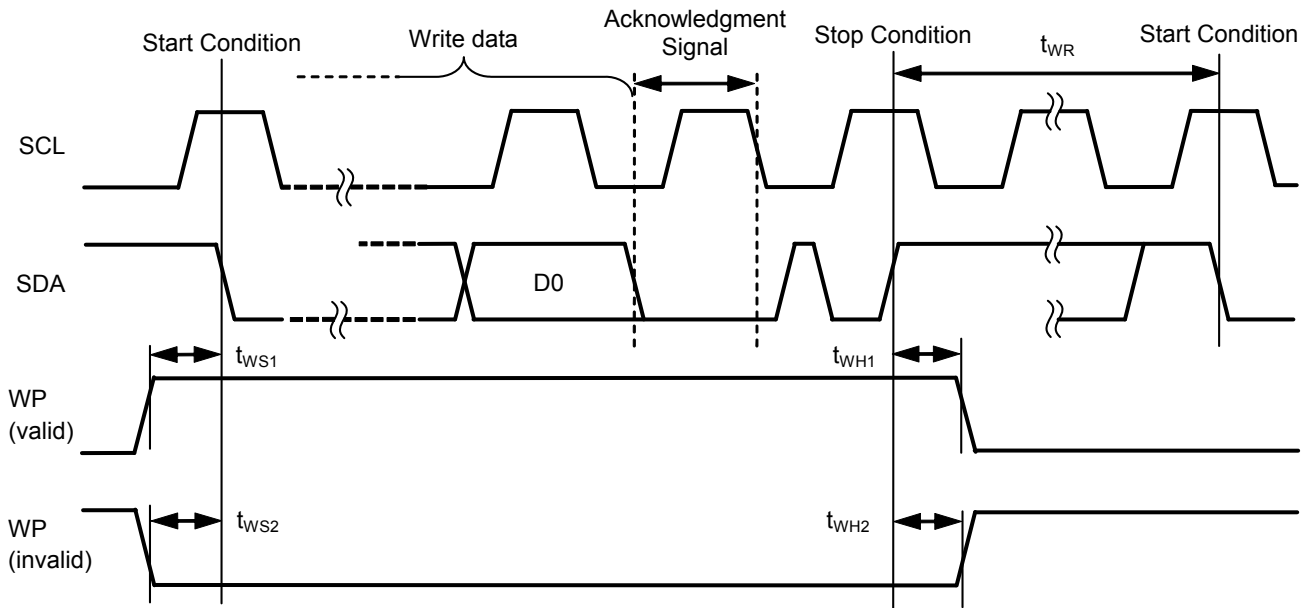 Start Condition
Write data
Acknowledgment
Signal
Stop Condition
tWR
Start Condition
SCL
SDA
D0
tWS1
tWH1
WP
(valid)
tWS2
tWH2
WP
(invalid)